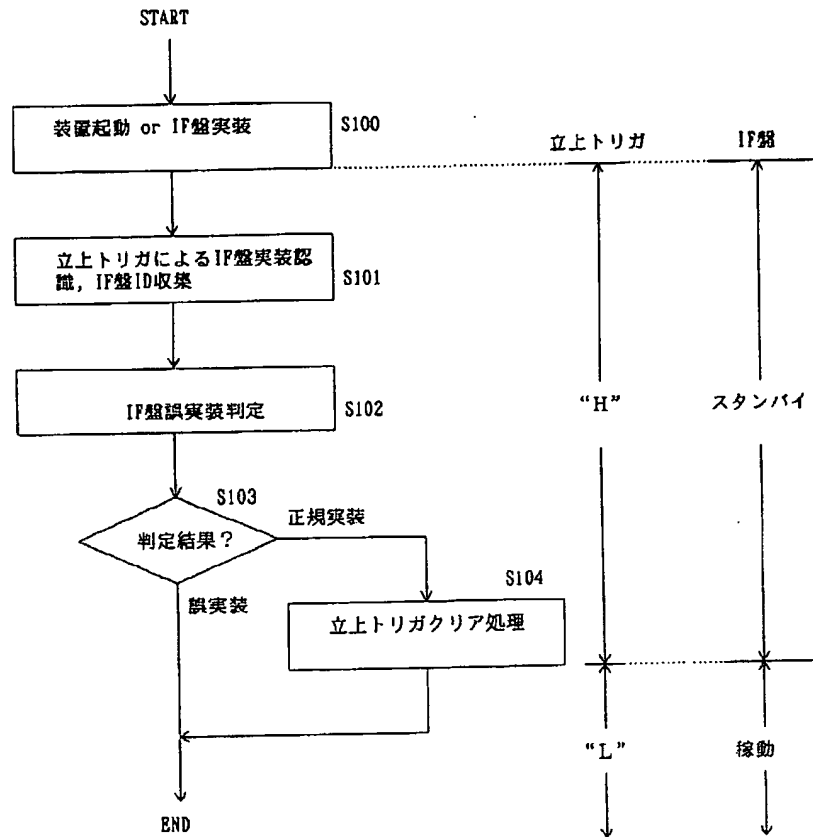 START
装置起動 or IF盤実装
S100
立上トリガ
IF盤
立上トリガによるIF盤実装認
識, IF盤ID収集
S101
IF盤誤実装判定
S102
“H”
スタンバイ
S103
判定結果?
正規実装
誤実装
S104
立上トリガクリア処理
“L”
稼動
END